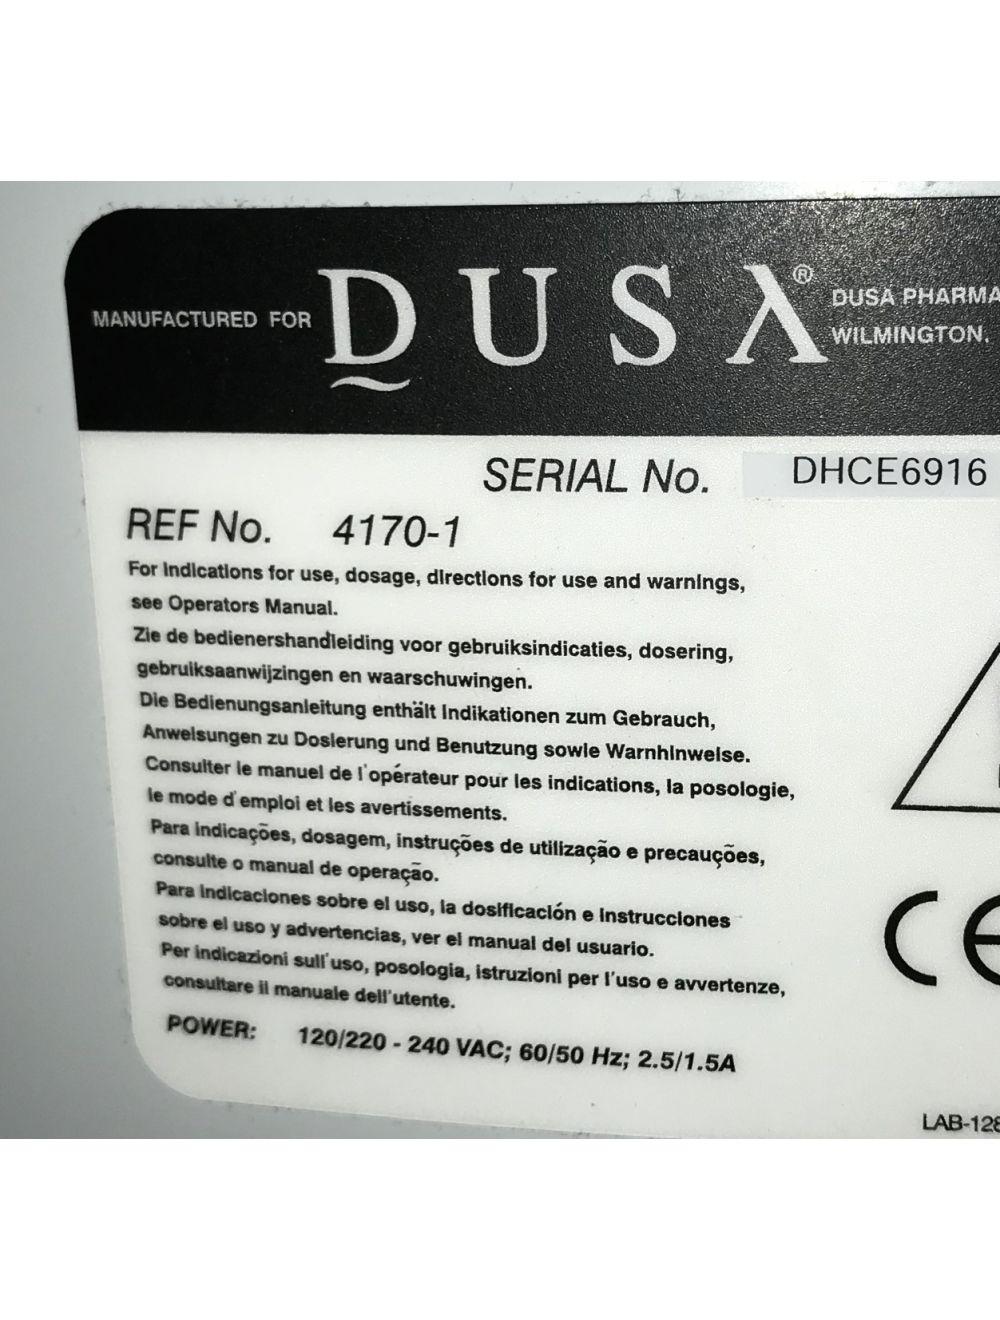 MANUFACTURED FOR DUSA® DUSA PHARMA
WILMINGTON,
SERIAL No. DHCE6916
REF No. 4170-1
For indications for use, dosage, directions for use and warnings,
see Operators Manual.
Zie de bedienershandleiding voor gebruiksindicaties, dosering,
gebruiksaanwijzingen en waarschuwingen.
Die Bedienungsanleitung enthält Indikationen zum Gebrauch,
Anweisungen zu Dosierung und Benutzung sowie Warnhinweise.
Consulter le manuel de l'opérateur pour les indications, la posologie,
le mode d'emploi et les avertissements.
Para indicações, dosagem, instruções de utilização e precauções,
consulte o manual de operação.
Para indicaciones sobre el uso, la dosificación e instrucciones
sobre el uso y advertencias, ver el manual del usuario.
Per indicazioni sull'uso, posologia, istruzioni per l'uso e avvertenze,
consultare il manuale dell'utente.
CE
POWER: 120/220 - 240 VAC; 60/50 Hz; 2.5/1.5A
LAB-128